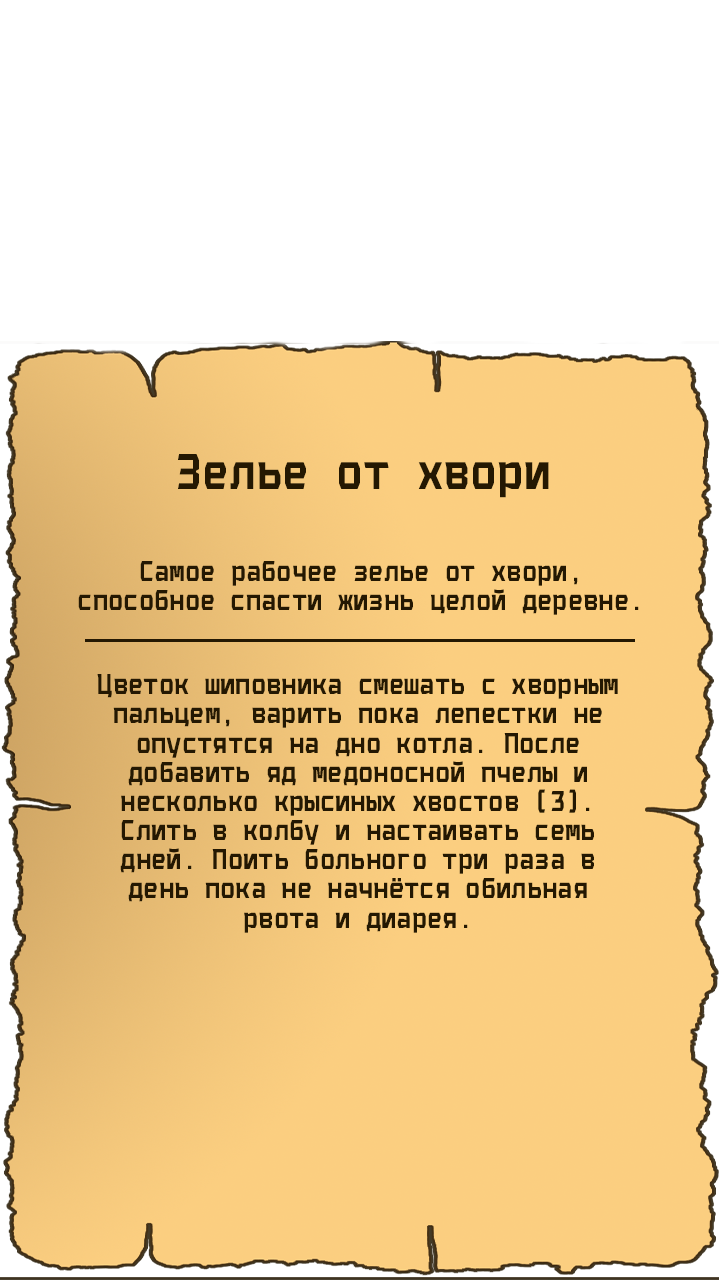 Зелье от хвори
Самое рабочее зелье от хвори,
способное спасти жизнь целой деревне.
Цветок шиповника смешать с хворным
пальцем, варить пока лепестки не
опустятся на дно котла. После
добавить яд медоносной пчелы и
несколько крысиных хвостов (3).
Слить в колбу и настаивать семь
дней. Поить больного три раза в
день пока не начнётся обильная
рвота и диарея.